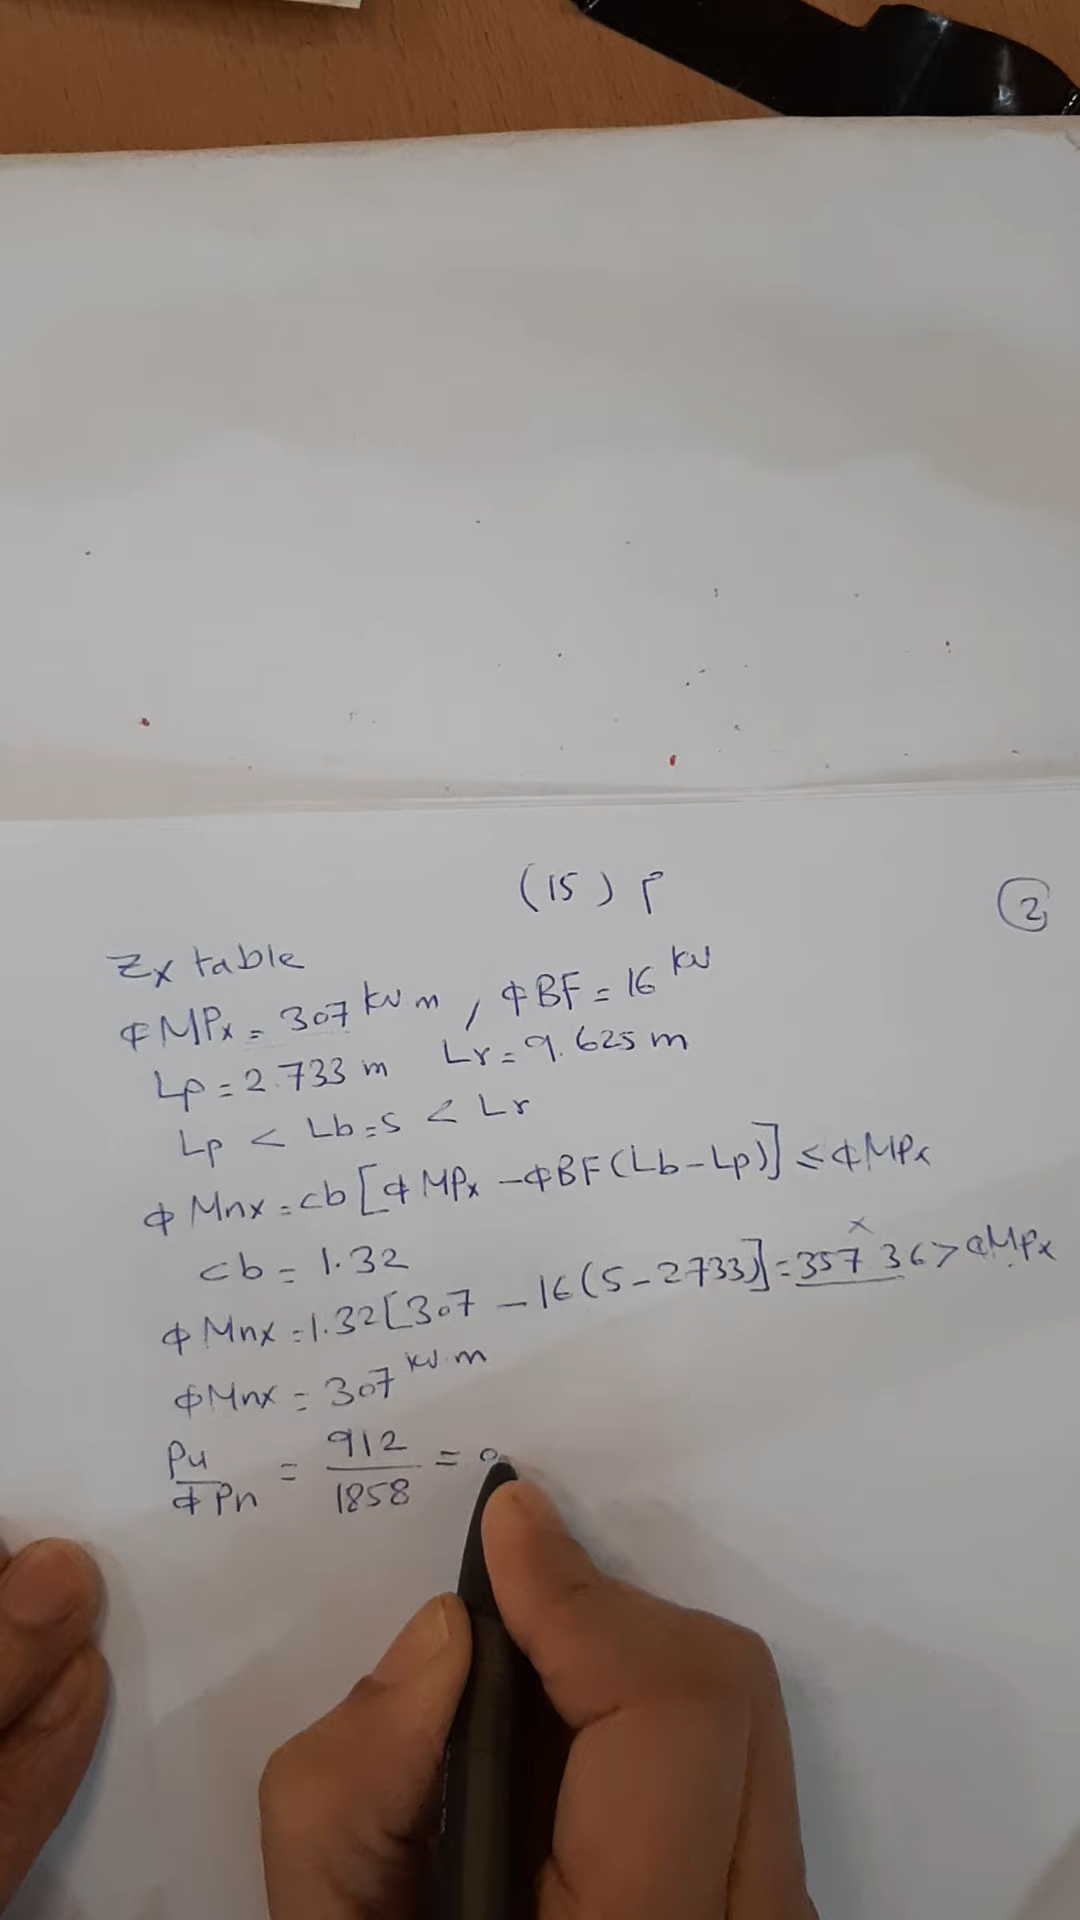 (15) P
2
Zx table
ΦMPx = 307 kN.m , ΦBF = 16 kN
Lp = 2.733 m Lr = 9.625 m
Lp < Lb=5 < Lr
ΦMnx = cb [ΦMPx - ΦBF(Lb-Lp)] ≤ ΦMPx
cb = 1.32
ΦMnx = 1.32[307 - 16(5-2733)] = 357 36 > ΦMPx
x
ΦMnx = 307 kN.m
Pu/ΦPn = 912/1858 = 0